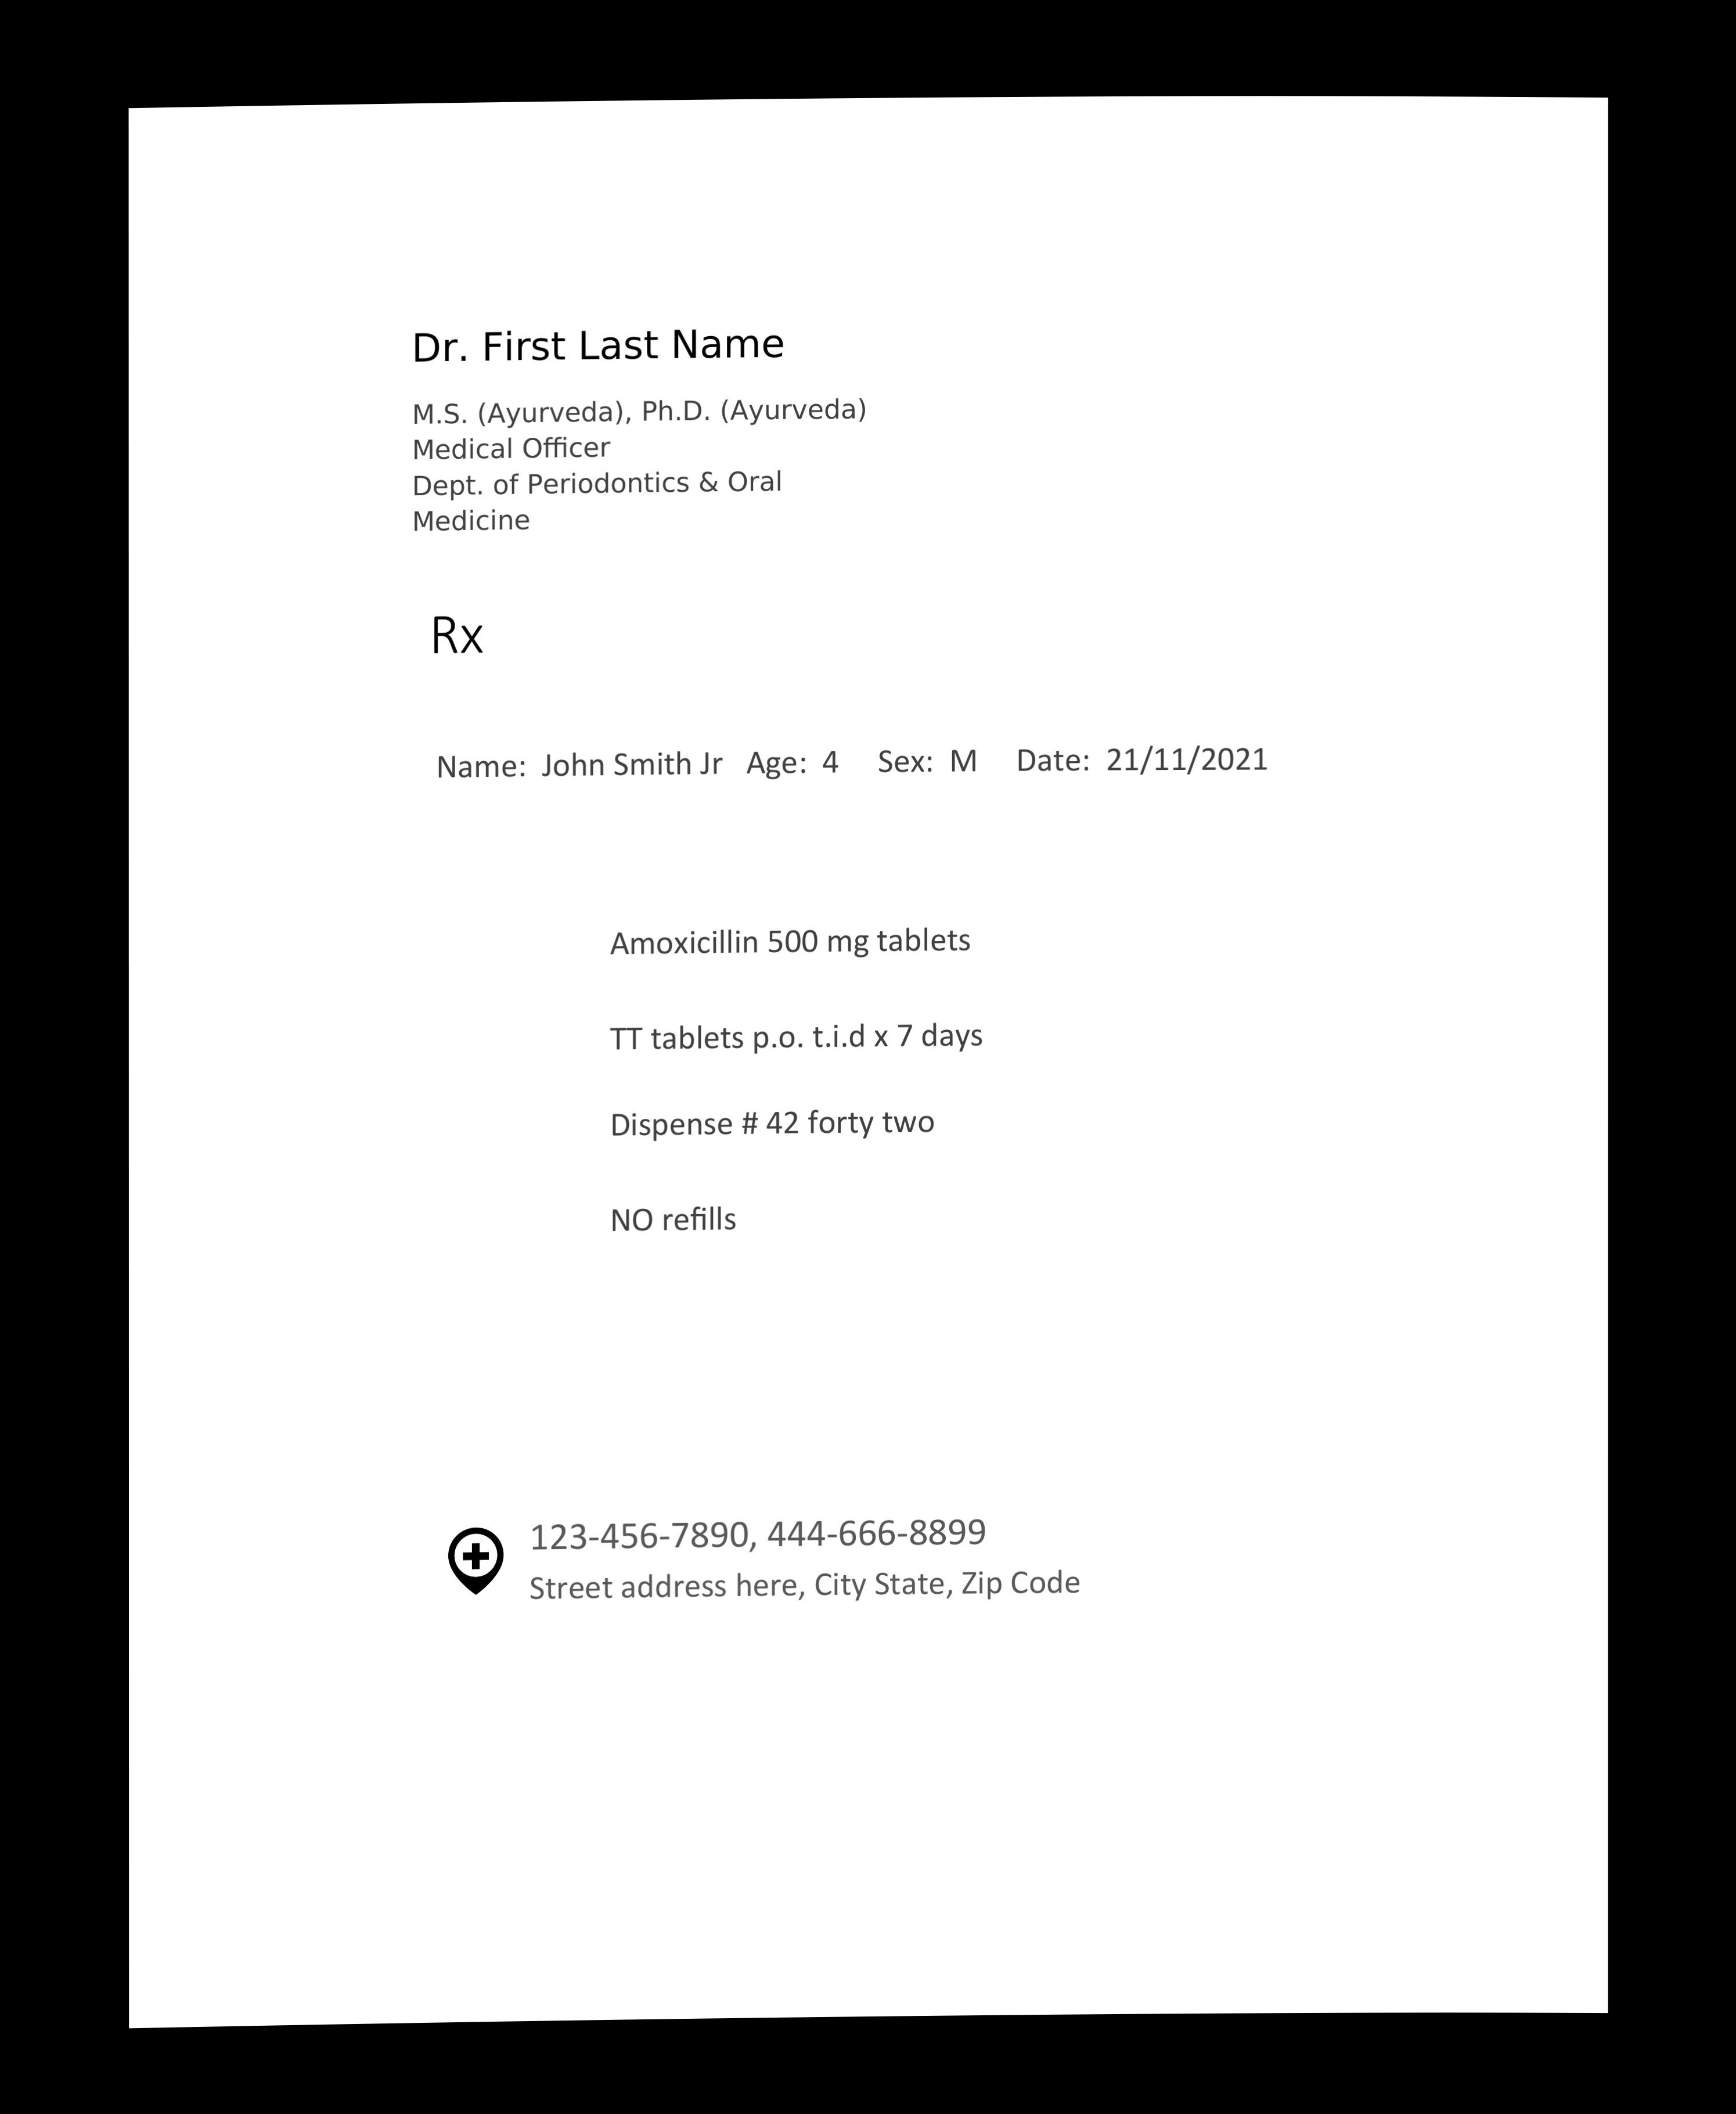 Dr. First Last Name
M.S. (Ayurveda), Ph.D. (Ayurveda)
Medical Officer
Dept. of Periodontics & Oral
Medicine
Rx
Name: John Smith Jr Age: 4 Sex: M Date: 21/11/2021
Amoxicillin 500 mg tablets
TT tablets p.o. t.i.d x 7 days
Dispense # 42 forty two
NO refills
123-456-7890, 444-666-8899
Street address here, City State, Zip Code